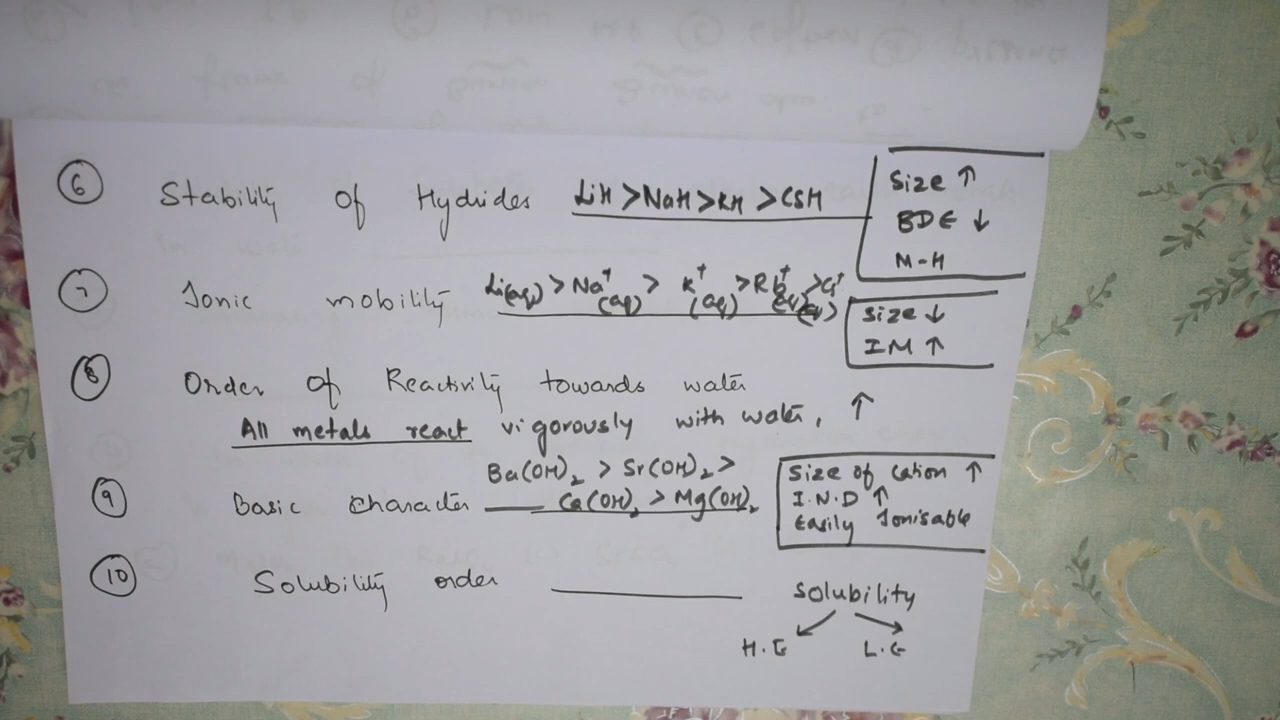 ⑥ Stability of Hydrides LiH > NaH > KH > CSH
Size ↑
BDE ↓
M-H
⑦ Ionic mobility Li(aq) > Na⁺(aq) > K⁺(aq) > Rb⁺(aq) > Cs⁺(aq)
Size ↓
IM ↑
⑧ Order of Reactivity towards water
All metals react vigorously with water, ↑
Ba(OH)₂ > Sr(OH)₂ >
⑨ Basic character Ca(OH)₂ > Mg(OH)₂
Size of cation ↑
I.N.D ↑
Easily Ionisable
⑩ Solubility order
Solubility
H.E L.E